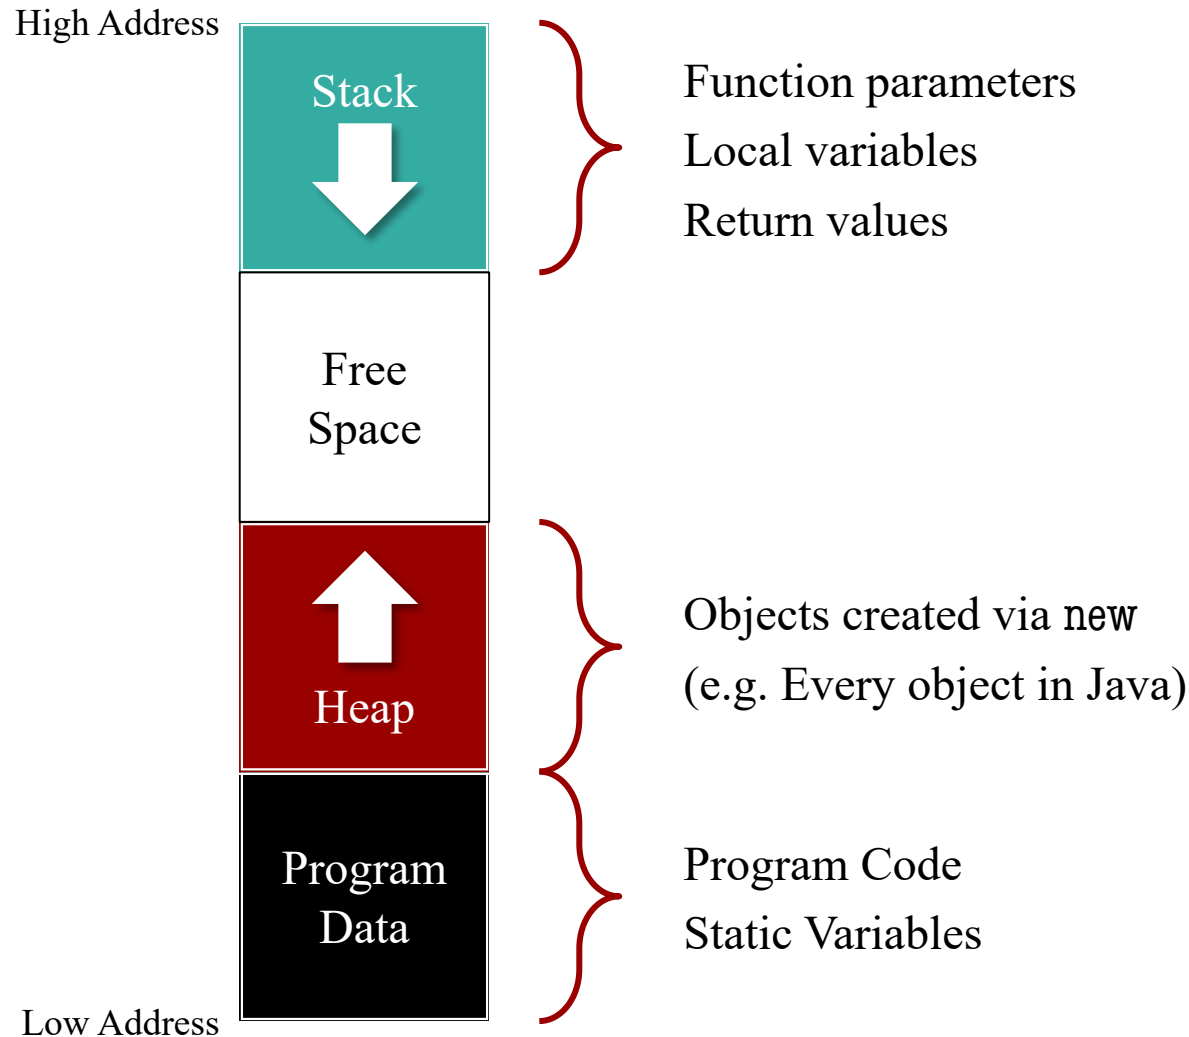 High Address
Stack
Function parameters
Local variables
Return values
Free
Space
Heap
Objects created via new
(e.g. Every object in Java)
Program
Data
Program Code
Static Variables
Low Address